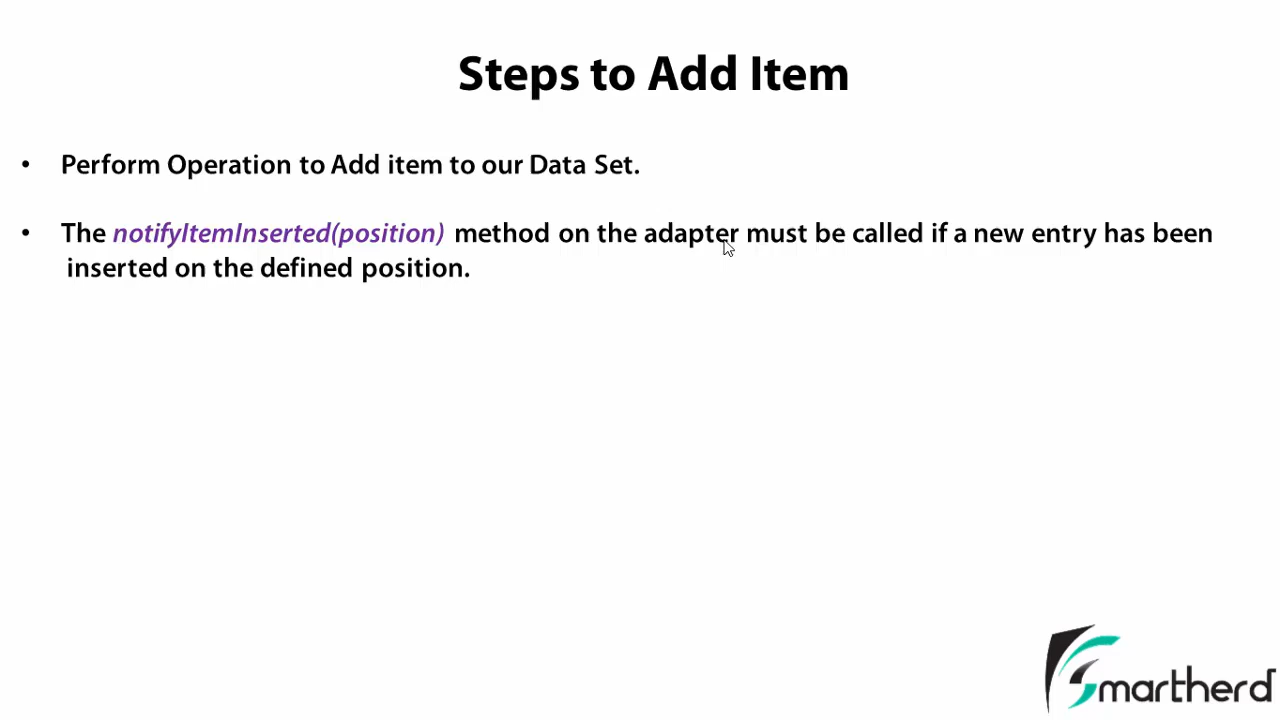 Steps to Add Item
• Perform Operation to Add item to our Data Set.
• The notifyItemInserted(position) method on the adapter must be called if a new entry has been
inserted on the defined position.
Smartherd